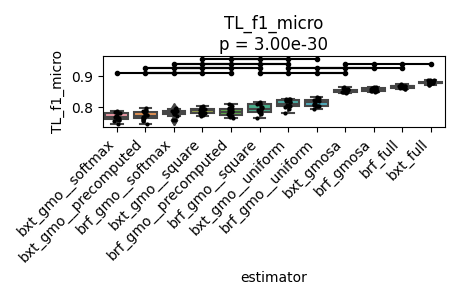 TL_f1_micro
p = 3.00e-30
TL_f1_micro
0.9
0.8
bxt_gmo__softmax
bxt_gmo__precomputed
brf_gmo__softmax
bxt_gmo__square
brf_gmo__precomputed
brf_gmo__square
bxt_gmo__uniform
brf_gmo__uniform
bxt_gmosa
brf_gmosa
brf_full
bxt_full
estimator